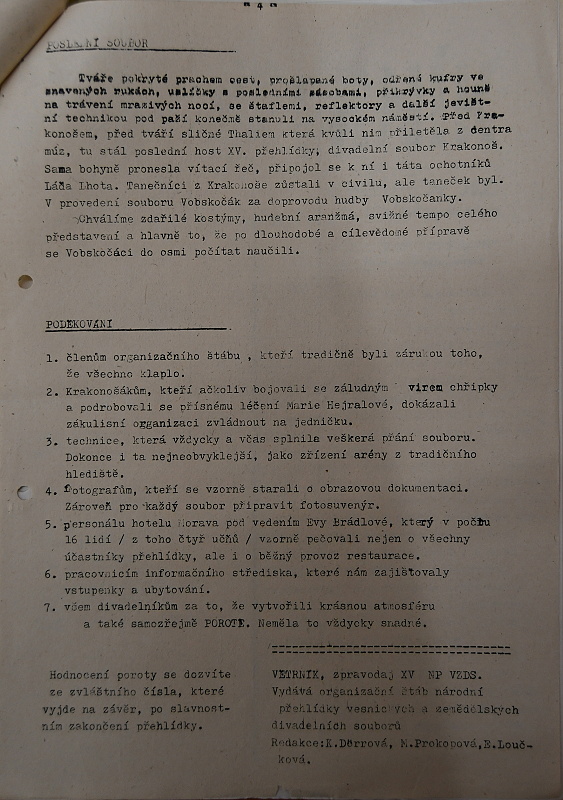 " 4 "
POSLEDNÍ SOUBOR
Tváře pokryté prachem cest, prošlapané boty, odřené kufry ve
znavených rukách, uzlíčky s posledními zásobami, přikrývky a houně
na trávení mrazivých nocí, se štaflemi, reflektory a další jevišt-
ní technikou pod paží konečmě stanuli na vysockém náměstí. Před Kra-
konošem, před tváří sličné Thaliem která kvůli nim přiletěla z dentra
múz, tu stál poslední host XV. přehlídky, divadelní soubor Krakonoš.
Sama bohyně pronesla vítací řeč, připojol se k ní i táta ochotníků
Láďa Lhota. Tanečníci z Krakonoše zůstali v civilu, ale taneček byl.
V provedení souboru Vobskočák za doprovodu hudby Vobskočanky.
Chválíme zdařilé kostýmy, hudební aranžmá, svižné tempo celého
představení a hlavně to, že po dlouhodobé a cílevědomé přípravě
se Vobskočáci do osmi počítat naučili.
PODĚKOVÁNÍ
1. členům organizačního štábu , kteří tradičně byli zárukou toho,
že všechno klaplo.
2. Krakonošákům, kteří ačkoliv bojovali se záludným virem chřipky
a podrobovali se přísnému léčení Marie Hejralové, dokázali
zákulisní organizaci zvládnout na jedničku.
3. technice, která vždycky a včas splnila veškerá přání souboru.
Dokonce i ta nejneobvyklejší, jako zřízení arény z tradičního
hlediště.
4. fotografům, kteří se vzorně starali o obrazovou dokumentaci.
Zároveň pro každý soubor připravit fotosuvenýr.
5. personálu hotelu Morava pod vedením Evy Brádlové, který v počtu
16 lidí / z toho čtyř učňů / vzorně pečovali nejen o všechny
účastníky přehlídky, ale i o běžný provoz restaurace.
6. pracovnicím informačního střediska, které nám zajišťovaly
vstupenky a ubytování.
7. všem divadelníkům za to, že vytvořili krásnou atmosféru
a také samozřejmě POROTE. Neměla to vždycky snadné.
Hodnocení poroty se dozvíte
ze zvláštního čísla, které
vyjde na závěr, po slavnost-
ním zakončení přehlídky.
VĚTRNÍK, zpravodaj XV NP VZDS.
Vydává organizační štáb národní
přehlídky vesnických a zemědělských
divadelních souborů
Redakce:K.Dörrová, M.Prokopová,E.Louč-
ková.